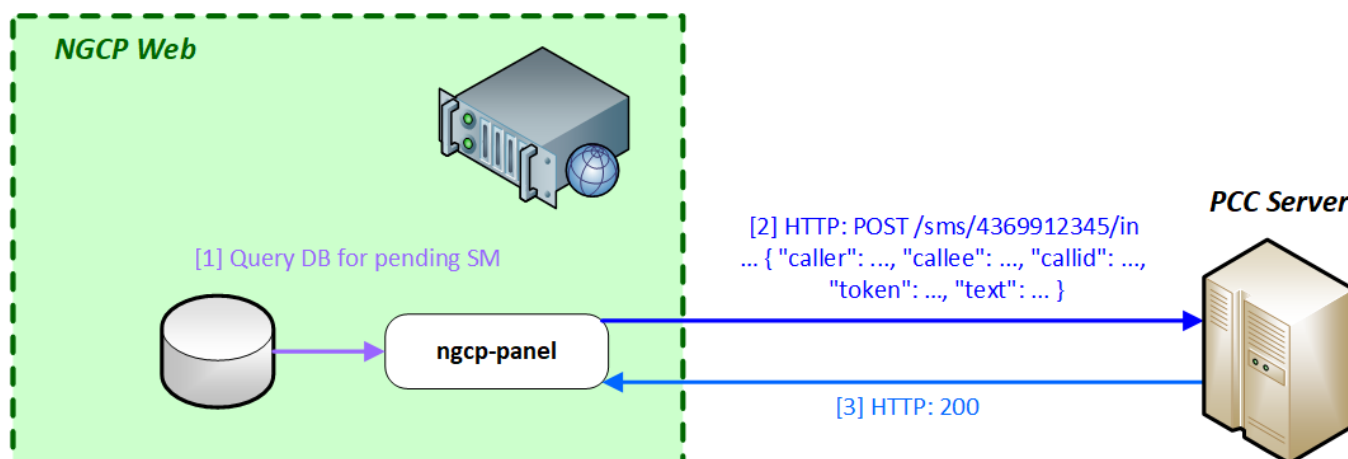 NGCP Web
PCC Server
[2] HTTP: POST /sms/4369912345/in
... { "caller": ..., "callee": ..., "callid": ...,
"token": ..., "text": ... }
[1] Query DB for pending SM
ngcp-panel
[3] HTTP: 200